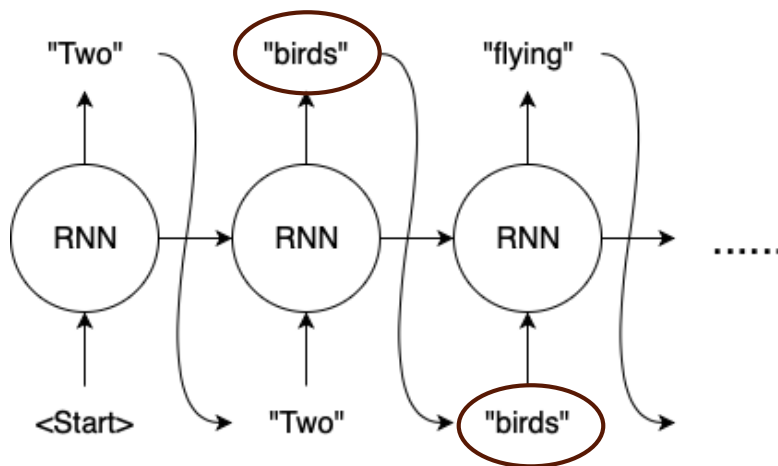 "Two" "birds" "flying"
RNN RNN RNN ......
<Start> "Two" "birds"